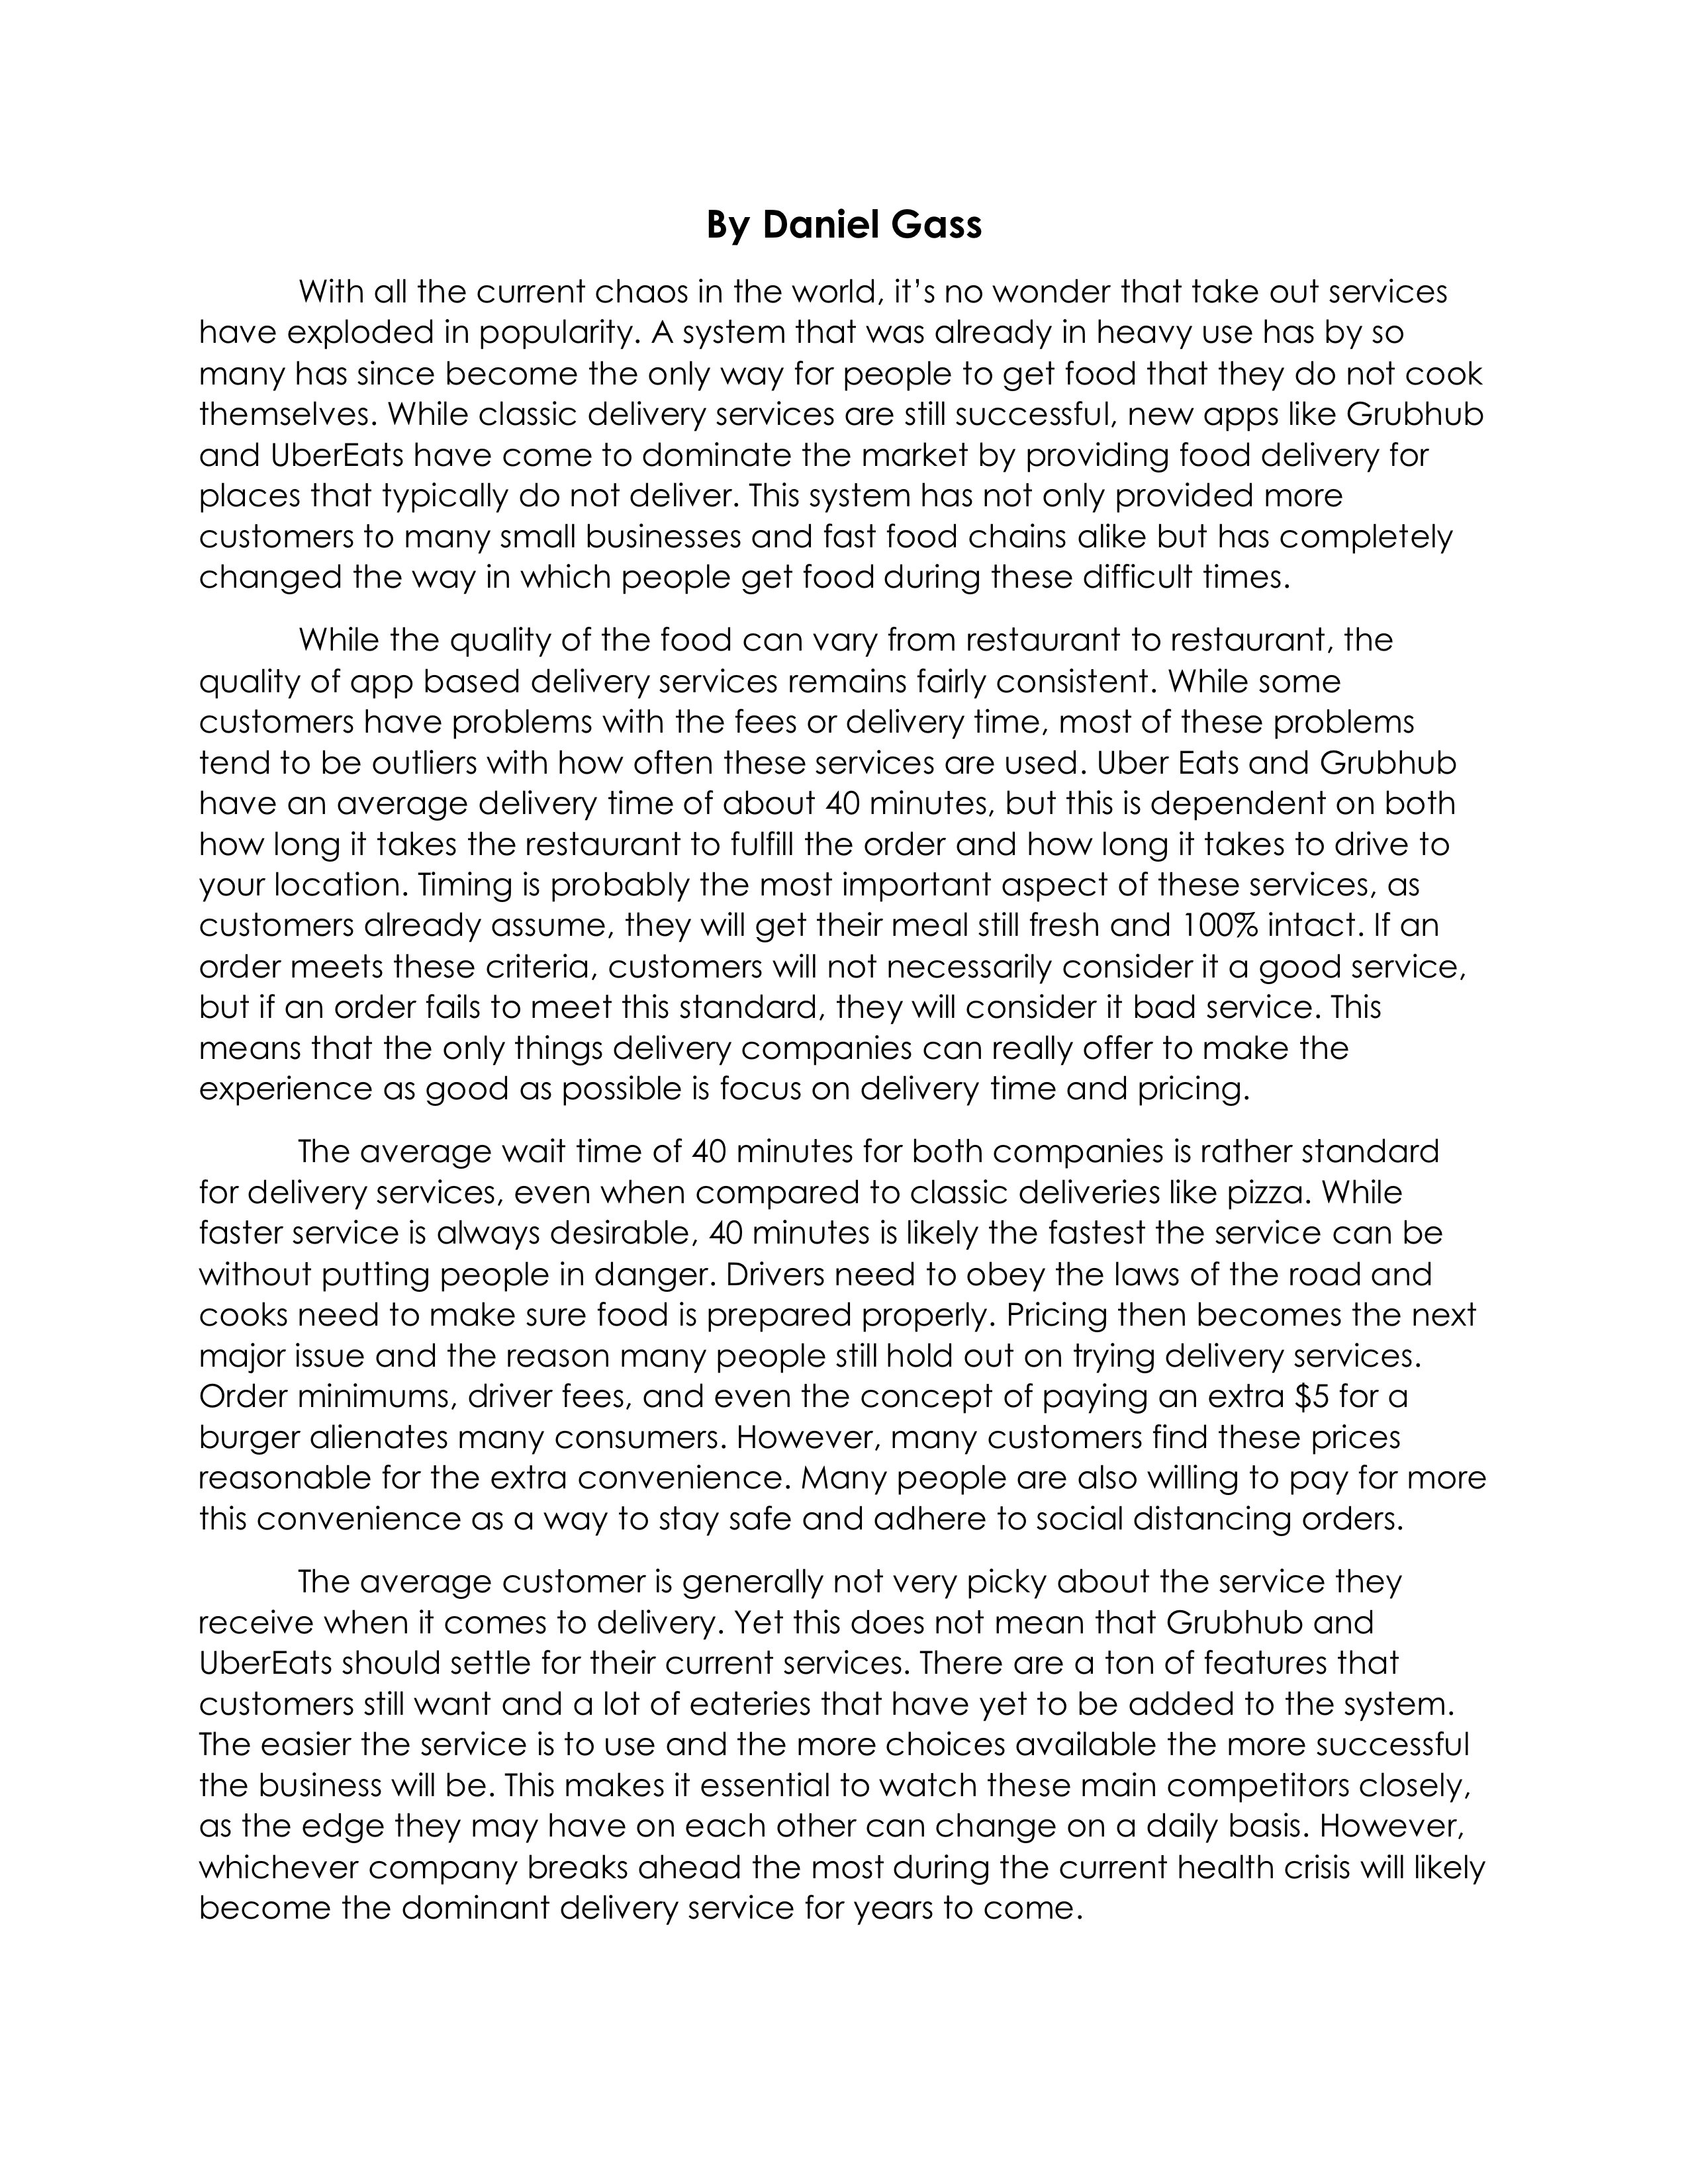 By Daniel Gass
With all the current chaos in the world, it’s no wonder that take out services
have exploded in popularity. A system that was already in heavy use has by so
many has since become the only way for people to get food that they do not cook
themselves. While classic delivery services are still successful, new apps like Grubhub
and UberEats have come to dominate the market by providing food delivery for
places that typically do not deliver. This system has not only provided more
customers to many small businesses and fast food chains alike but has completely
changed the way in which people get food during these difficult times.
While the quality of the food can vary from restaurant to restaurant, the
quality of app based delivery services remains fairly consistent. While some
customers have problems with the fees or delivery time, most of these problems
tend to be outliers with how often these services are used. Uber Eats and Grubhub
have an average delivery time of about 40 minutes, but this is dependent on both
how long it takes the restaurant to fulfill the order and how long it takes to drive to
your location. Timing is probably the most important aspect of these services, as
customers already assume, they will get their meal still fresh and 100% intact. If an
order meets these criteria, customers will not necessarily consider it a good service,
but if an order fails to meet this standard, they will consider it bad service. This
means that the only things delivery companies can really offer to make the
experience as good as possible is focus on delivery time and pricing.
The average wait time of 40 minutes for both companies is rather standard
for delivery services, even when compared to classic deliveries like pizza. While
faster service is always desirable, 40 minutes is likely the fastest the service can be
without putting people in danger. Drivers need to obey the laws of the road and
cooks need to make sure food is prepared properly. Pricing then becomes the next
major issue and the reason many people still hold out on trying delivery services.
Order minimums, driver fees, and even the concept of paying an extra $5 for a
burger alienates many consumers. However, many customers find these prices
reasonable for the extra convenience. Many people are also willing to pay for more
this convenience as a way to stay safe and adhere to social distancing orders.
The average customer is generally not very picky about the service they
receive when it comes to delivery. Yet this does not mean that Grubhub and
UberEats should settle for their current services. There are a ton of features that
customers still want and a lot of eateries that have yet to be added to the system.
The easier the service is to use and the more choices available the more successful
the business will be. This makes it essential to watch these main competitors closely,
as the edge they may have on each other can change on a daily basis. However,
whichever company breaks ahead the most during the current health crisis will likely
become the dominant delivery service for years to come.